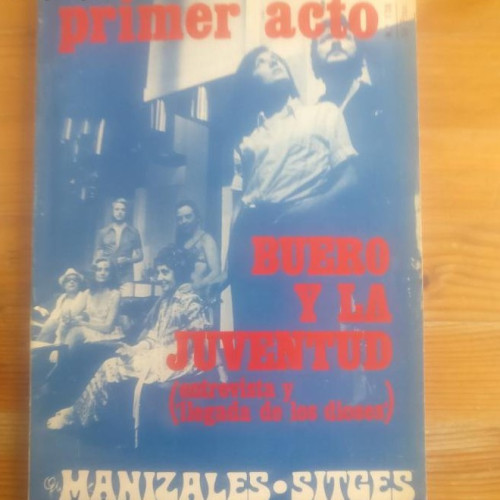 primer acto
BUERO
Y LA
JUVENTUD
(entrevista y
llegada de los dioses)
MANIZALES•SITGES